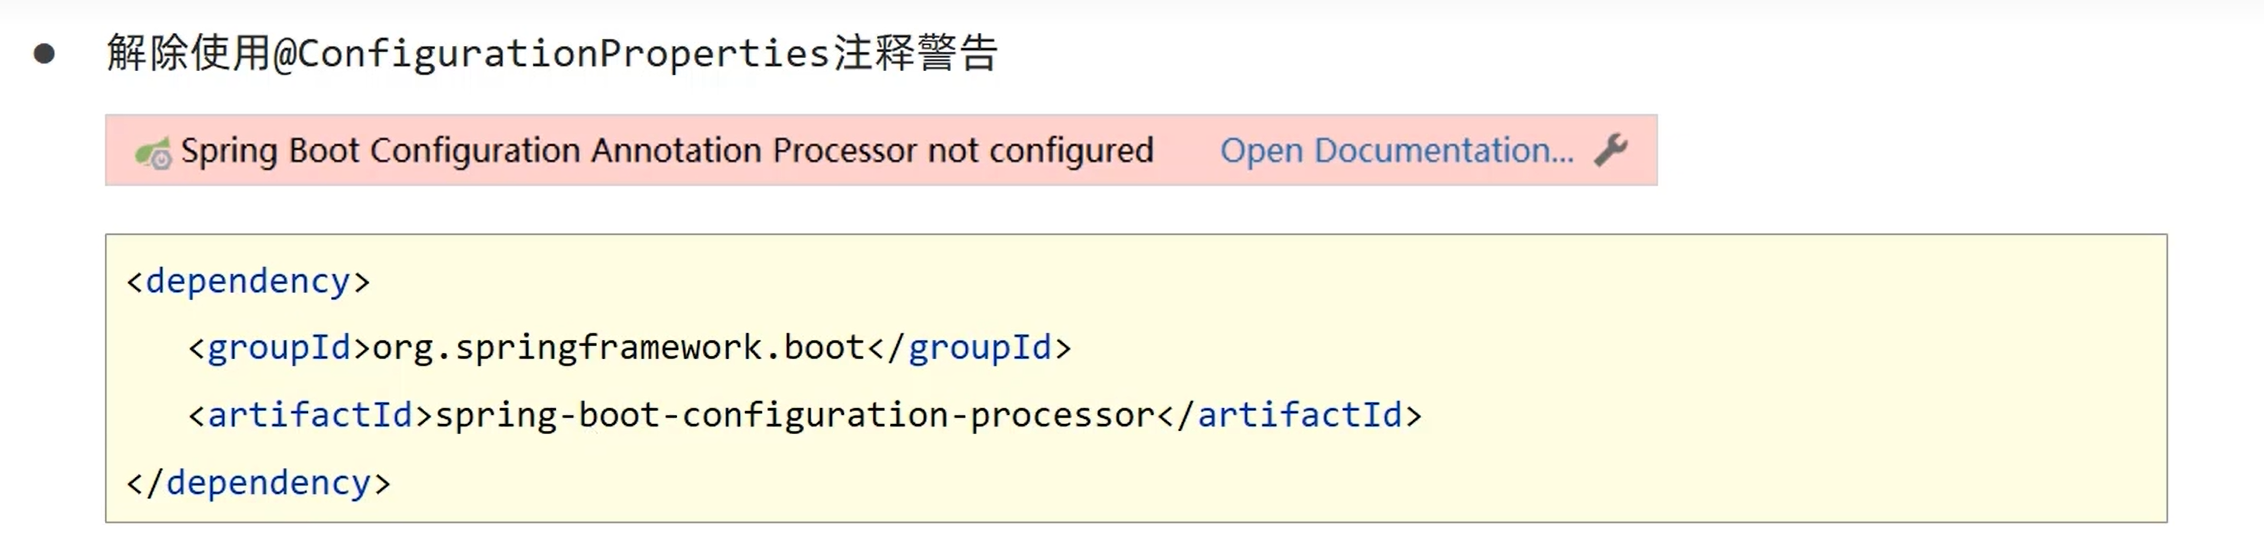 ● 解除使用@ConfigurationProperties注释警告
Spring Boot Configuration Annotation Processor not configured Open Documentation...
<dependency>
<groupId>org.springframework.boot</groupId>
<artifactId>spring-boot-configuration-processor</artifactId>
</dependency>